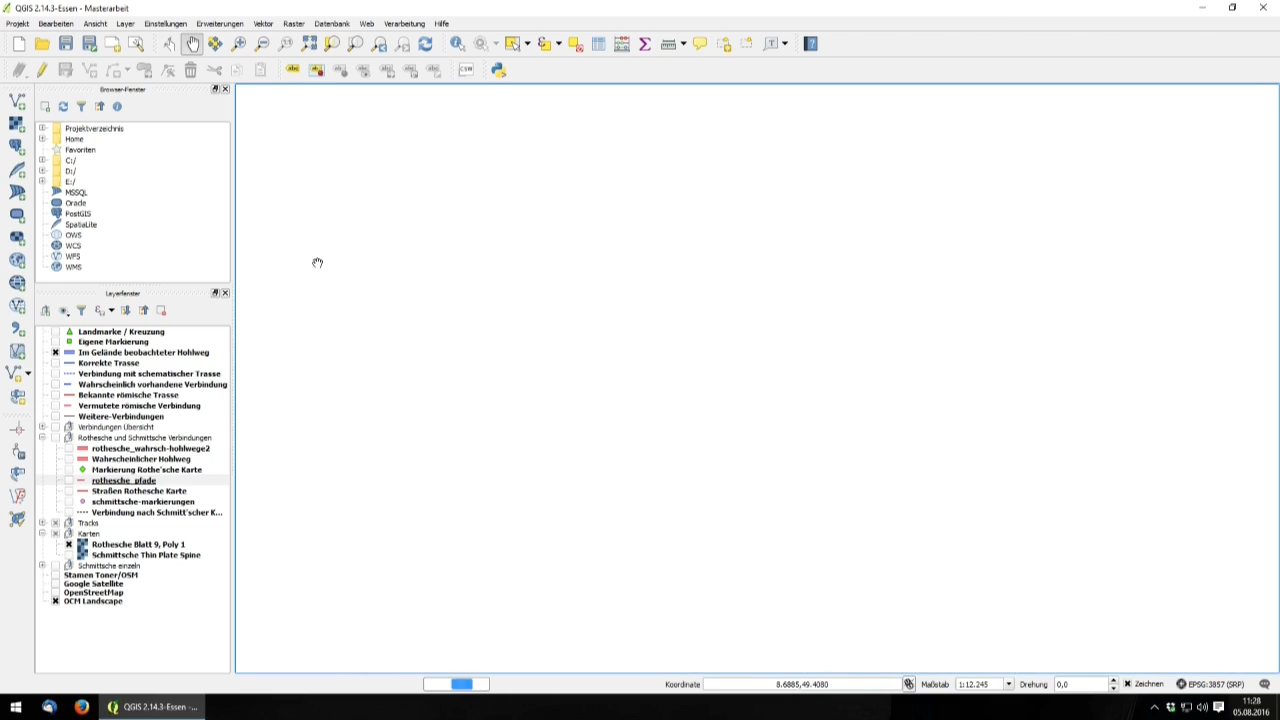 QGIS 2.14.3-Essen - Masterarbeit
Projekt Bearbeiten Ansicht Layer Einstellungen Erweiterungen Vektor Raster Datenbank Web Verarbeitung Hilfe
Browser-Fenster
Projektverzeichnis
Home
Favoriten
C:/
D:/
E:/
MSSQL
Oracle
PostGIS
SpatiaLite
OWS
WCS
WFS
WMS
Layerfenster
Landmarke / Kreuzung
Eigene Markierung
Im Gelände beobachteter Hohlweg
Korrekte Trasse
Verbindung mit schematischer Trasse
Wahrscheinlich vorhandene Verbindung
Bekannte römische Trasse
Vermutete römische Verbindung
Weitere-Verbindungen
Verbindungen Übersicht
Rothesche und Schmittsche Verbindungen
rothesche_wahrsch-hohlwege2
Wahrscheinlicher Hohlweg
Markierung Rothe'sche Karte
rothesche_pfade
Straßen Rothesche Karte
schmittsche-markierungen
Verbindung nach Schmitt'scher K...
Tracks
Karten
Rothesche Blatt 9, Poly 1
Schmittsche Thin Plate Spine
Schmittsche einzeln
Stamen Toner/OSM
Google Satellite
OpenStreetMap
OCM Landscape
Koordinate 8.6885,49.4080 Maßstab 1:12.245 Drehung 0,0 Zeichnen EPSG:3857 (SRP)
QGIS 2.14.3-Essen -...
11:28
05.08.2016